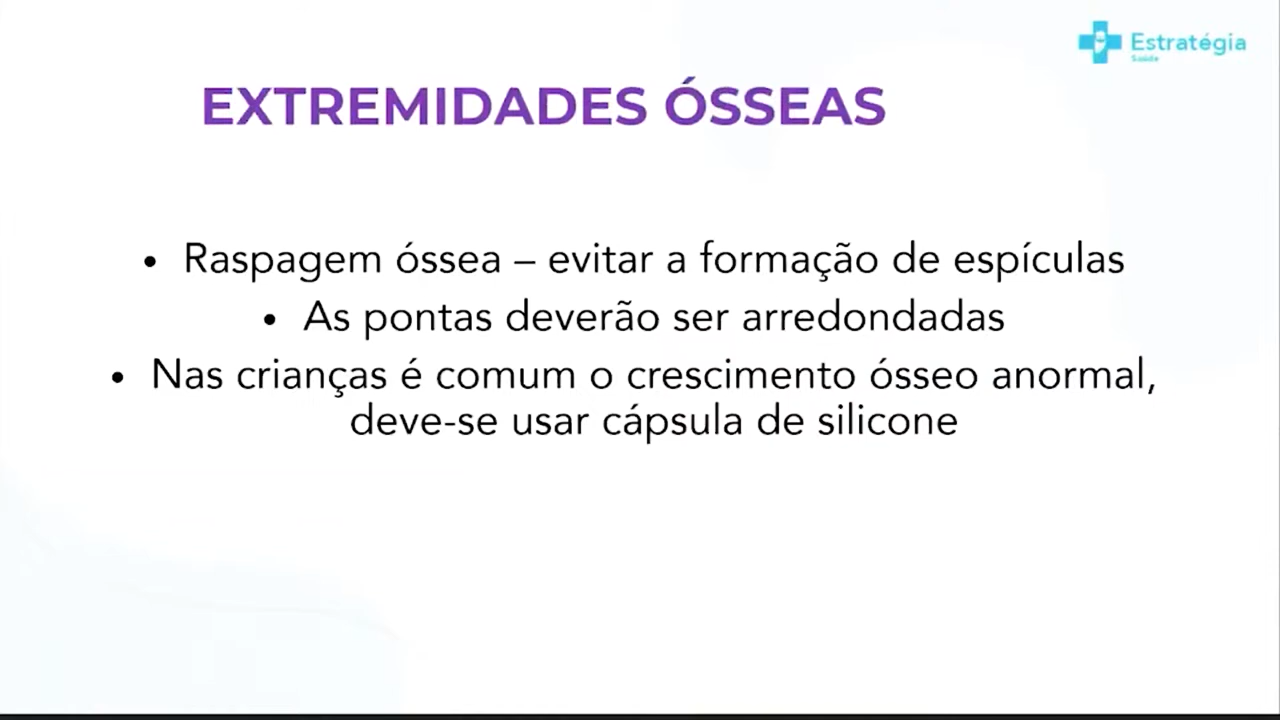 Estratégia
Saúde
EXTREMIDADES ÓSSEAS
• Raspagem óssea – evitar a formação de espículas
• As pontas deverão ser arredondadas
• Nas crianças é comum o crescimento ósseo anormal,
deve-se usar cápsula de silicone